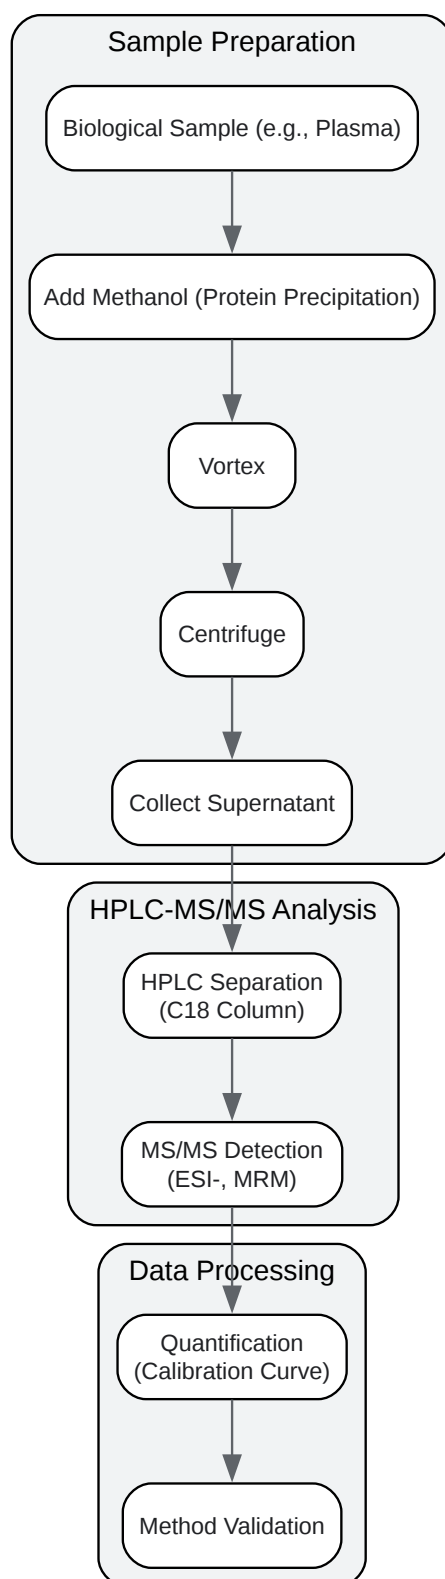 Sample Preparation
Biological Sample (e.g., Plasma)
Add Methanol (Protein Precipitation)
Vortex
Centrifuge
Collect Supernatant
HPLC-MS/MS Analysis
HPLC Separation
(C18 Column)
MS/MS Detection
(ESI-, MRM)
Data Processing
Quantification
(Calibration Curve)
Method Validation